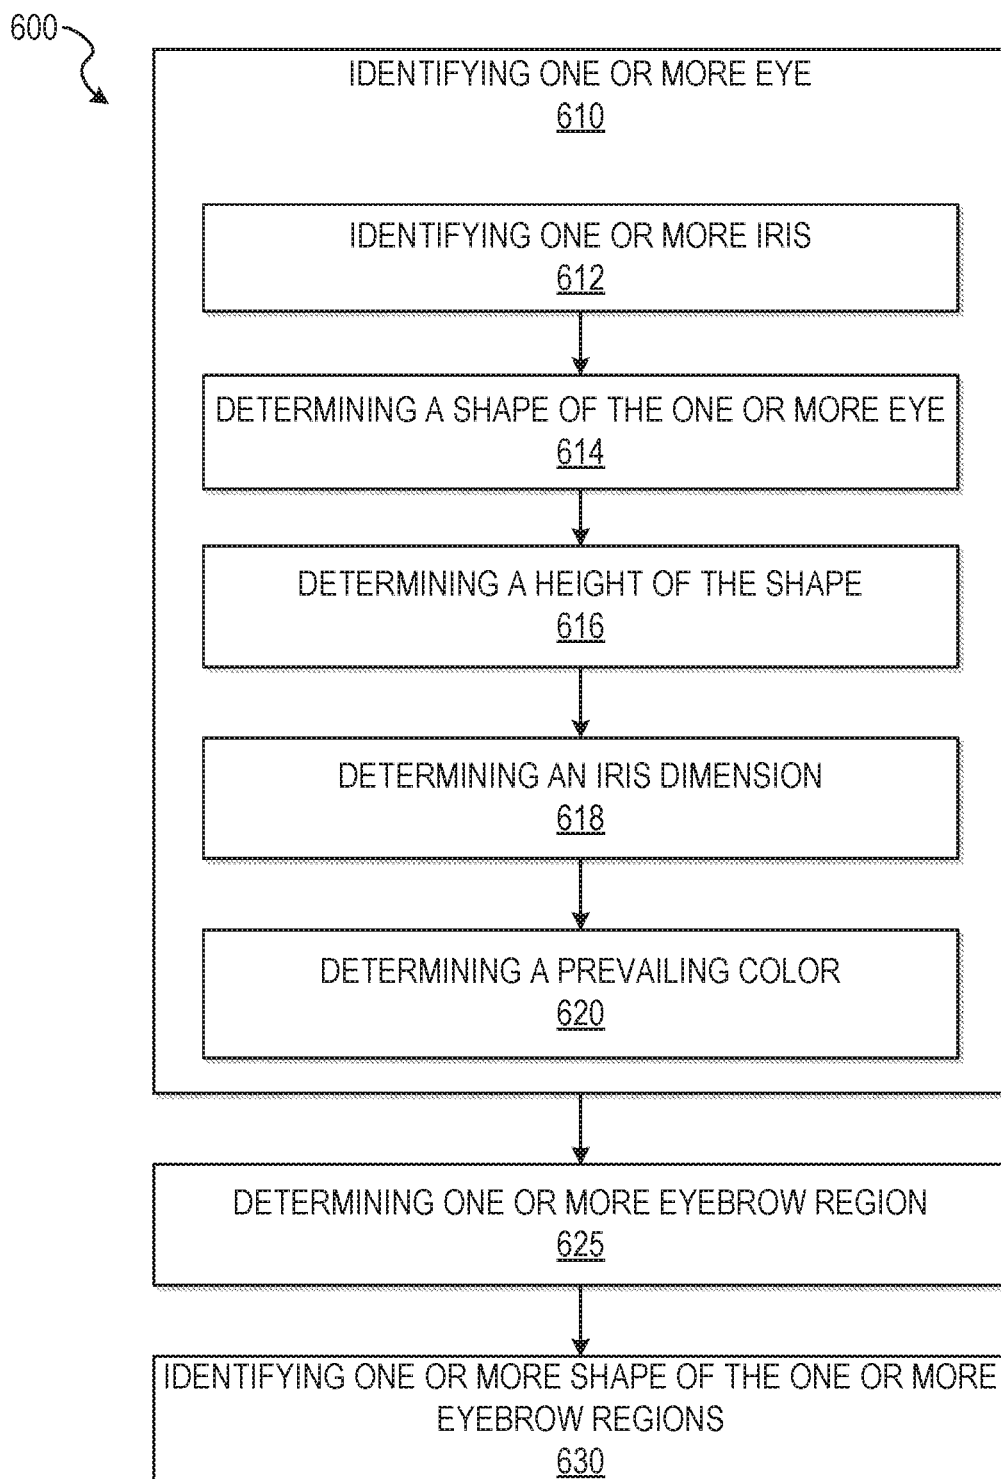 600
IDENTIFYING ONE OR MORE EYE
610
IDENTIFYING ONE OR MORE IRIS
612
DETERMINING A SHAPE OF THE ONE OR MORE EYE
614
DETERMINING A HEIGHT OF THE SHAPE
616
DETERMINING AN IRIS DIMENSION
618
DETERMINING A PREVAILING COLOR
620
DETERMINING ONE OR MORE EYEBROW REGION
625
IDENTIFYING ONE OR MORE SHAPE OF THE ONE OR MORE
EYEBROW REGIONS
630